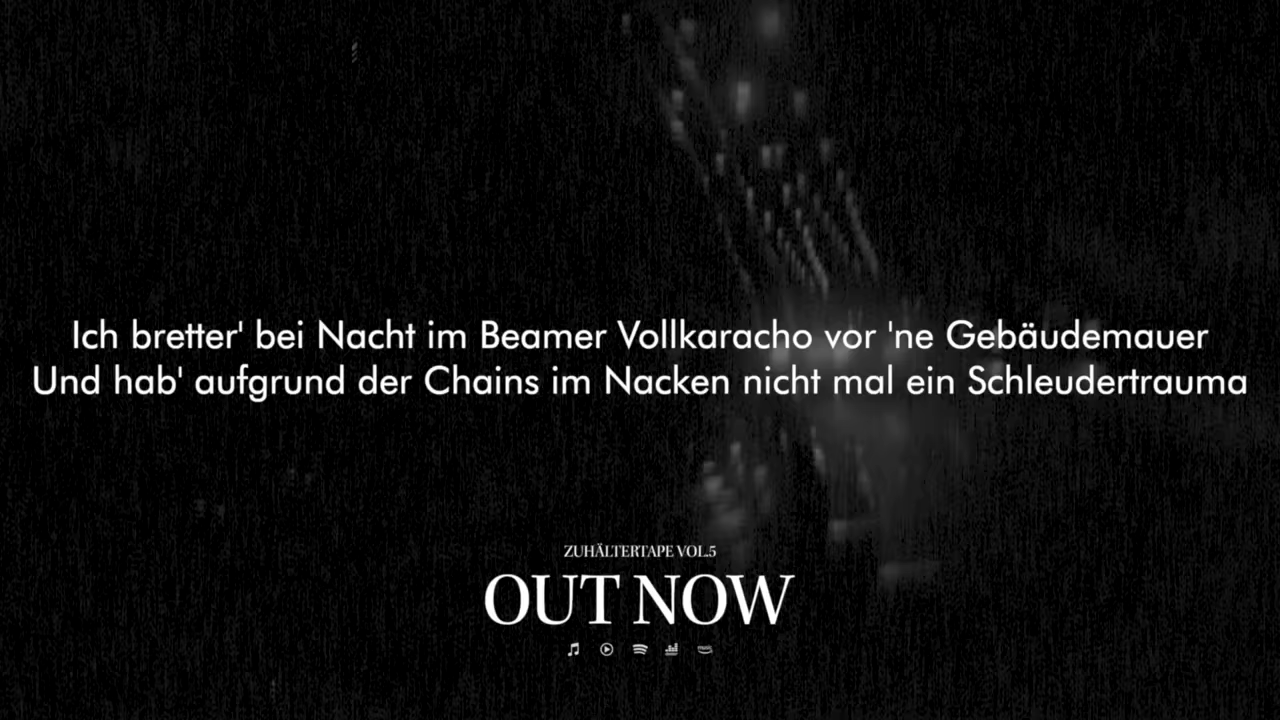 Ich bretter' bei Nacht im Beamer Vollkaracho vor 'ne Gebäudemauer
Und hab' aufgrund der Chains im Nacken nicht mal ein Schleudertrauma
ZUHÄLTERTAPE VOL.5
OUT NOW
music